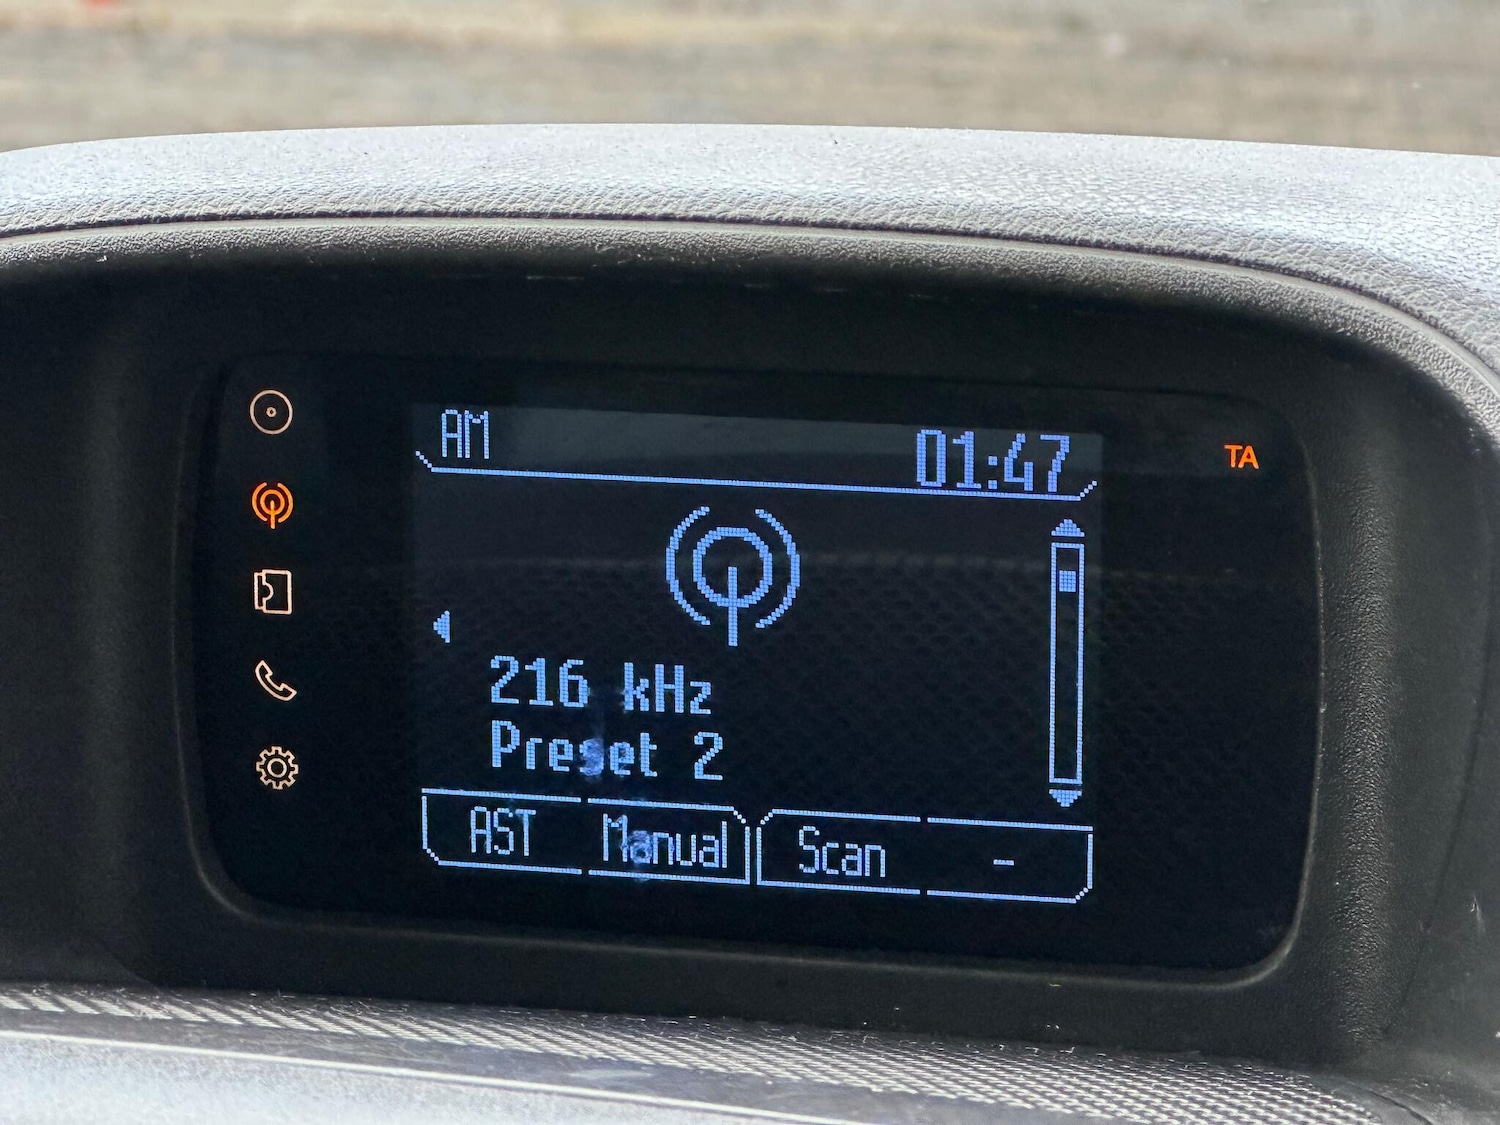 AM
01:47
TA
216 kHz
Preset 2
AST Manual Scan -